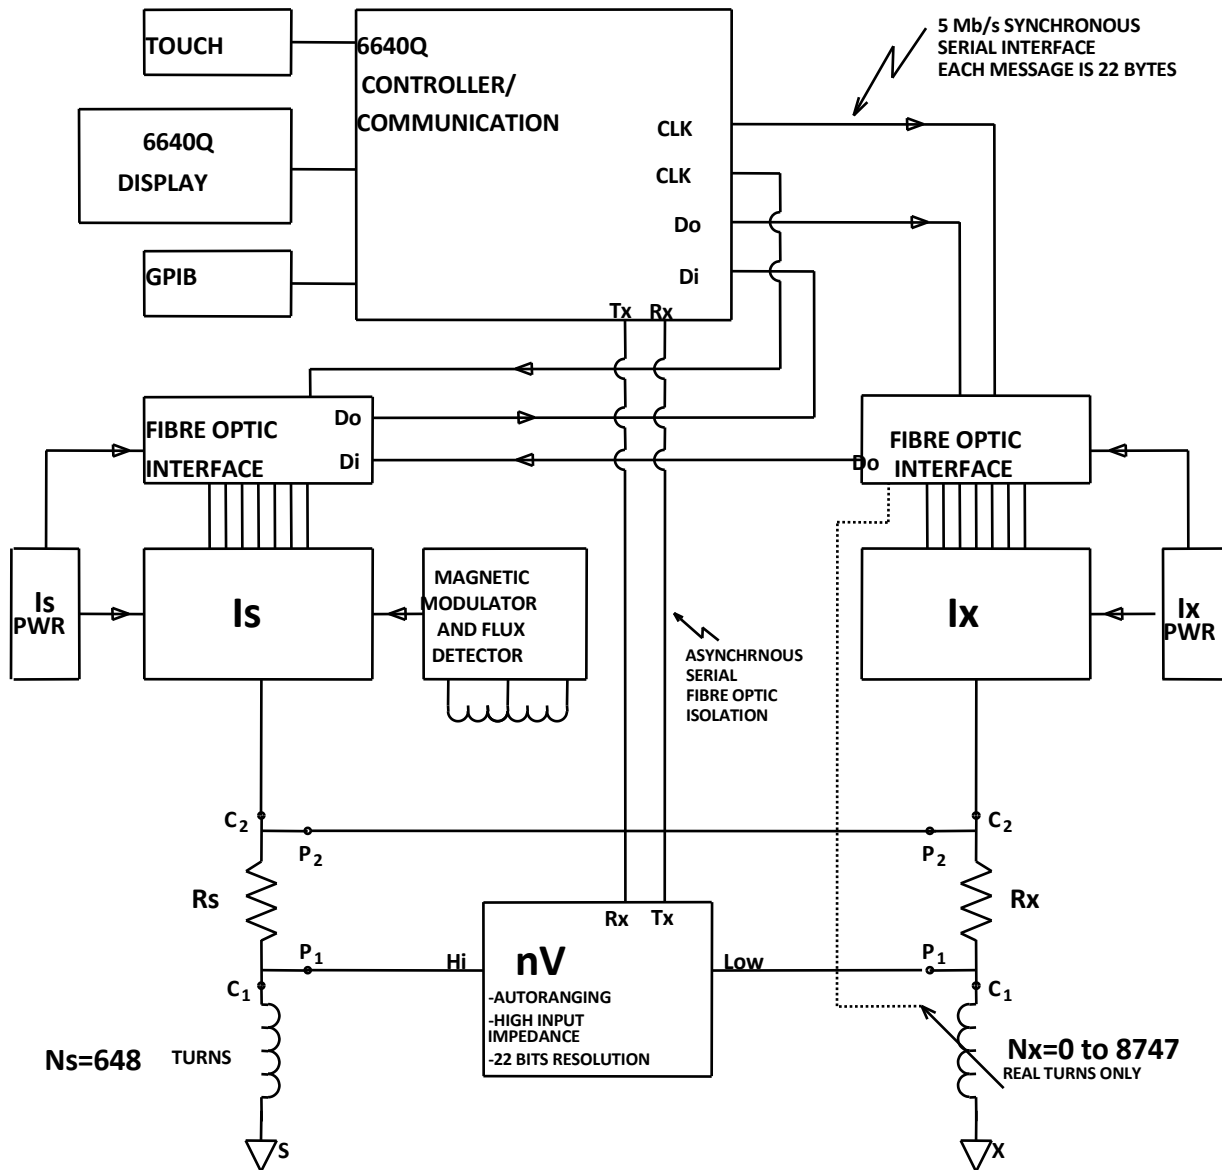 TOUCH
6640Q
CONTROLLER/
COMMUNICATION
5 Mb/s SYNCHRONOUS
SERIAL INTERFACE
EACH MESSAGE IS 22 BYTES
6640Q
DISPLAY
GPIB
CLK
CLK
Do
Di
Tx
Rx
FIBRE OPTIC
INTERFACE
Do
Di
FIBRE OPTIC
INTERFACE
Do
Is
PWR
Is
MAGNETIC
MODULATOR
AND FLUX
DETECTOR
ASYNCHRNOUS
SERIAL
FIBRE OPTIC
ISOLATION
Ix
Ix
PWR
C2
P2
P2
C2
Rs
Rx
P1
C1
Hi
Rx
Tx
nV
-AUTORANGING
-HIGH INPUT
IMPEDANCE
-22 BITS RESOLUTION
Low
P1
C1
Ns=648
TURNS
Nx=0 to 8747
REAL TURNS ONLY
S
X